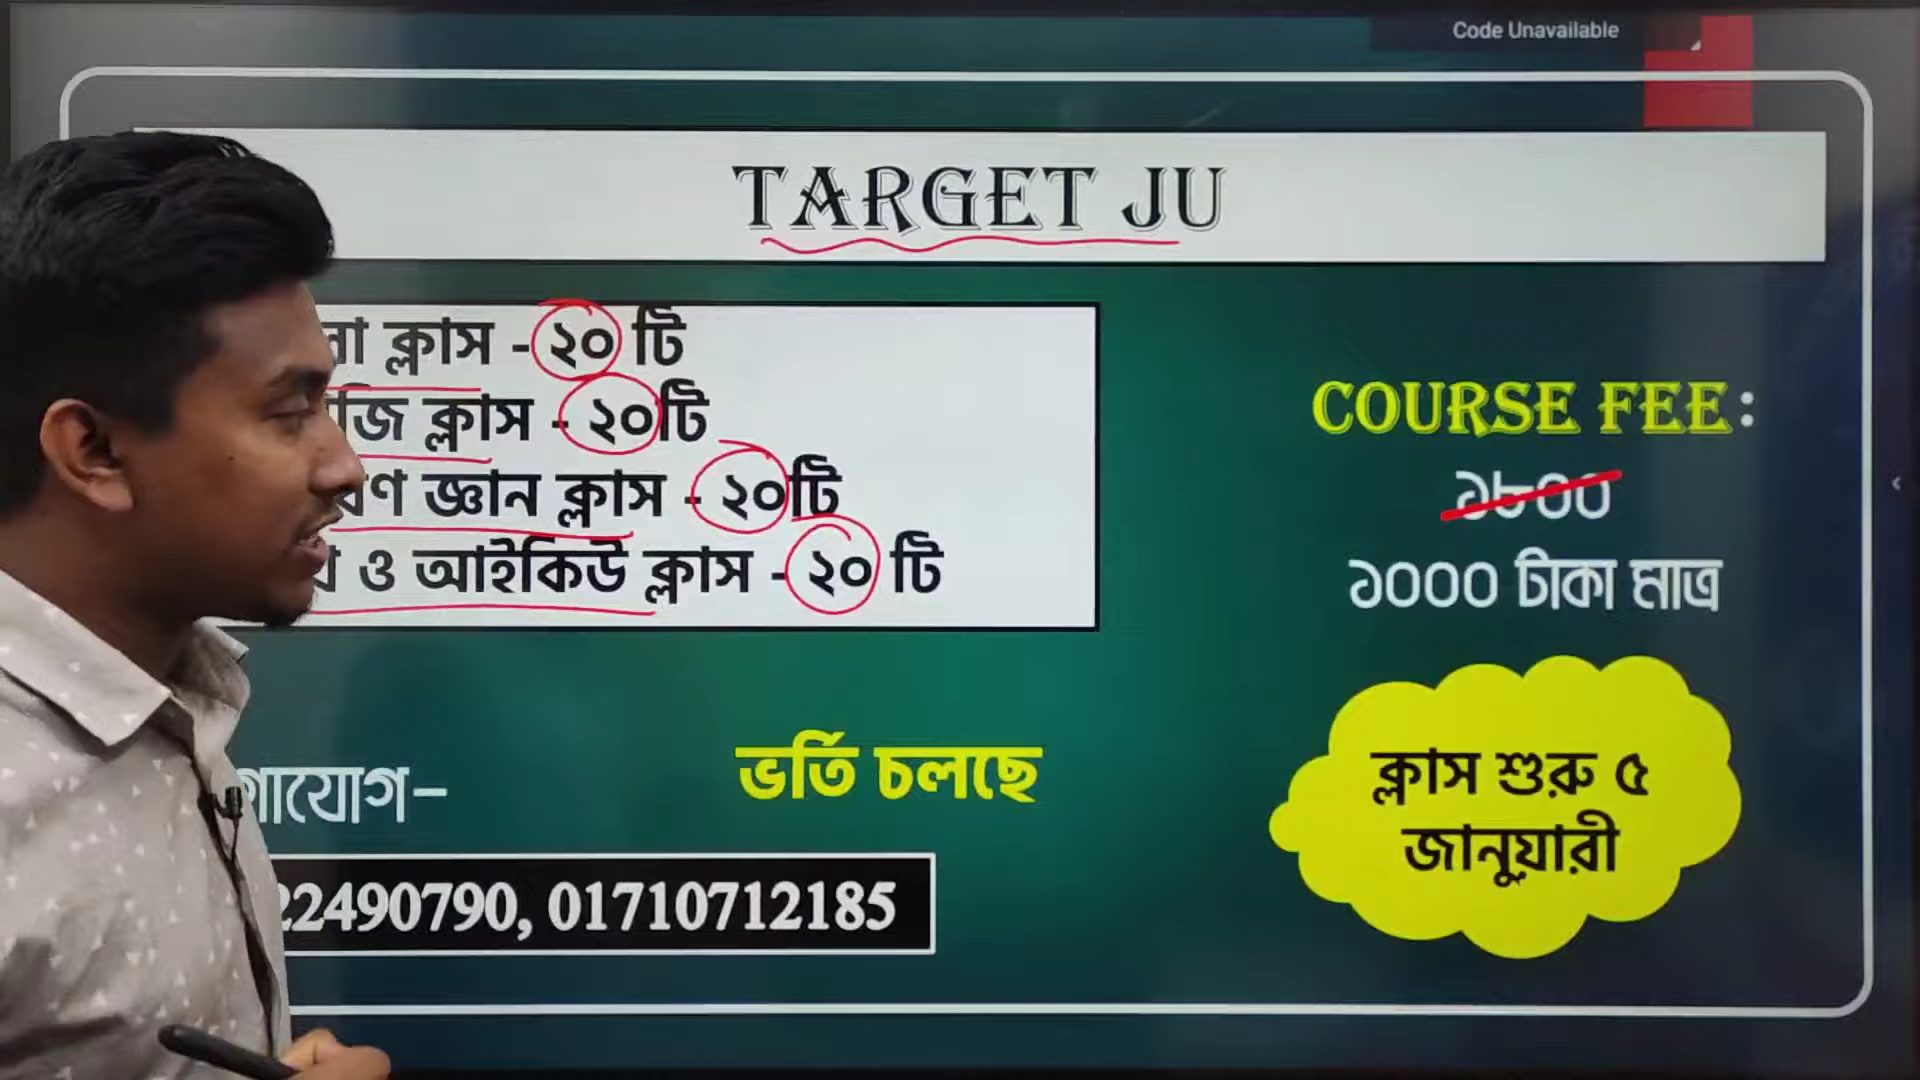 Code Unavailable
TARGET JU
ক্লাস - ২০ টি
ক্লাস - ২০টি
জ্ঞান ক্লাস - ২০টি
ও আইকিউ ক্লাস - ২০ টি
COURSE FEE:
১৮০০
১০০০ টাকা মাত্র
ভর্তি চলছে
ক্লাস শুরু ৫
জানুয়ারী
22490790, 01710712185